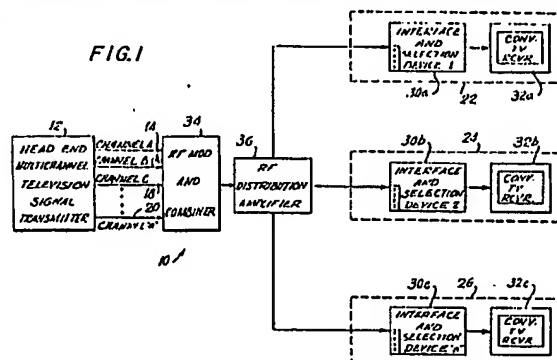 FIG.1
12
HEAD END
MULTICHANNEL
TELEVISION
SIGNAL
TRANSMITTER
14
CHANNEL A
CHANNEL B
CHANNEL C
18
20
CHANNEL "N"
34
RF MOD
AND
COMBINER
10
36
RF
DISTRIBUTION
AMPLIFIER
INTERFACE
AND
SELECTION
DEVICE 1
30a
CONV.
TV
RCVR.
32a
22
30b
24
32b
INTERFACE
AND
SELECTION
DEVICE 2
CONV.
TV
RCVR.
30c
26
32c
INTERFACE
AND
SELECTION
DEVICE "N"
CONV.
TV
RCVR.